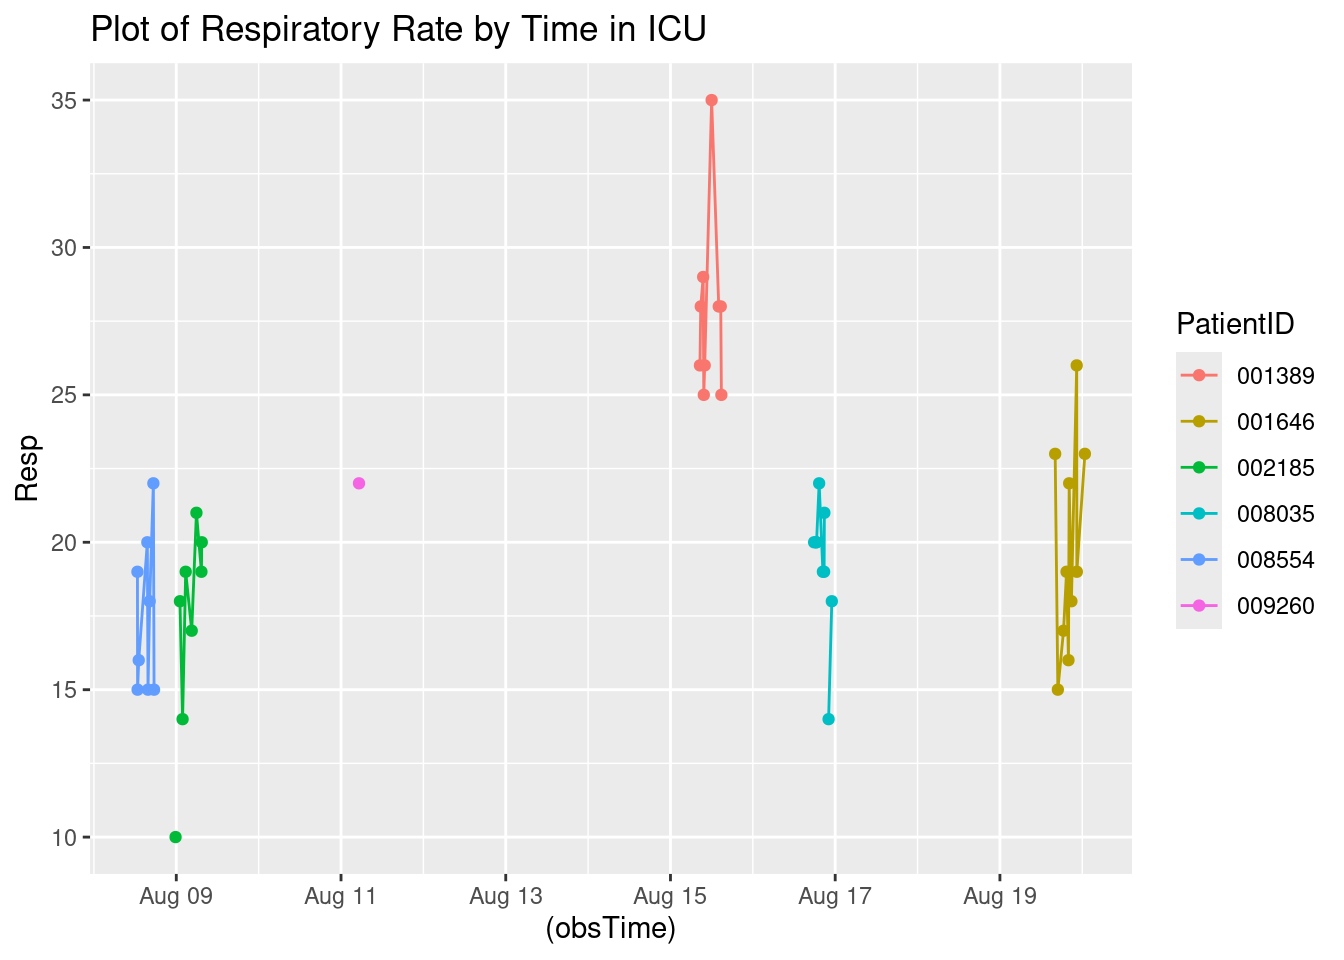 Plot of Respiratory Rate by Time in ICU
35
30
25
20
15
10
Resp
Aug 09 Aug 11 Aug 13 Aug 15 Aug 17 Aug 19
(obsTime)
PatientID
001389
001646
002185
008035
008554
009260